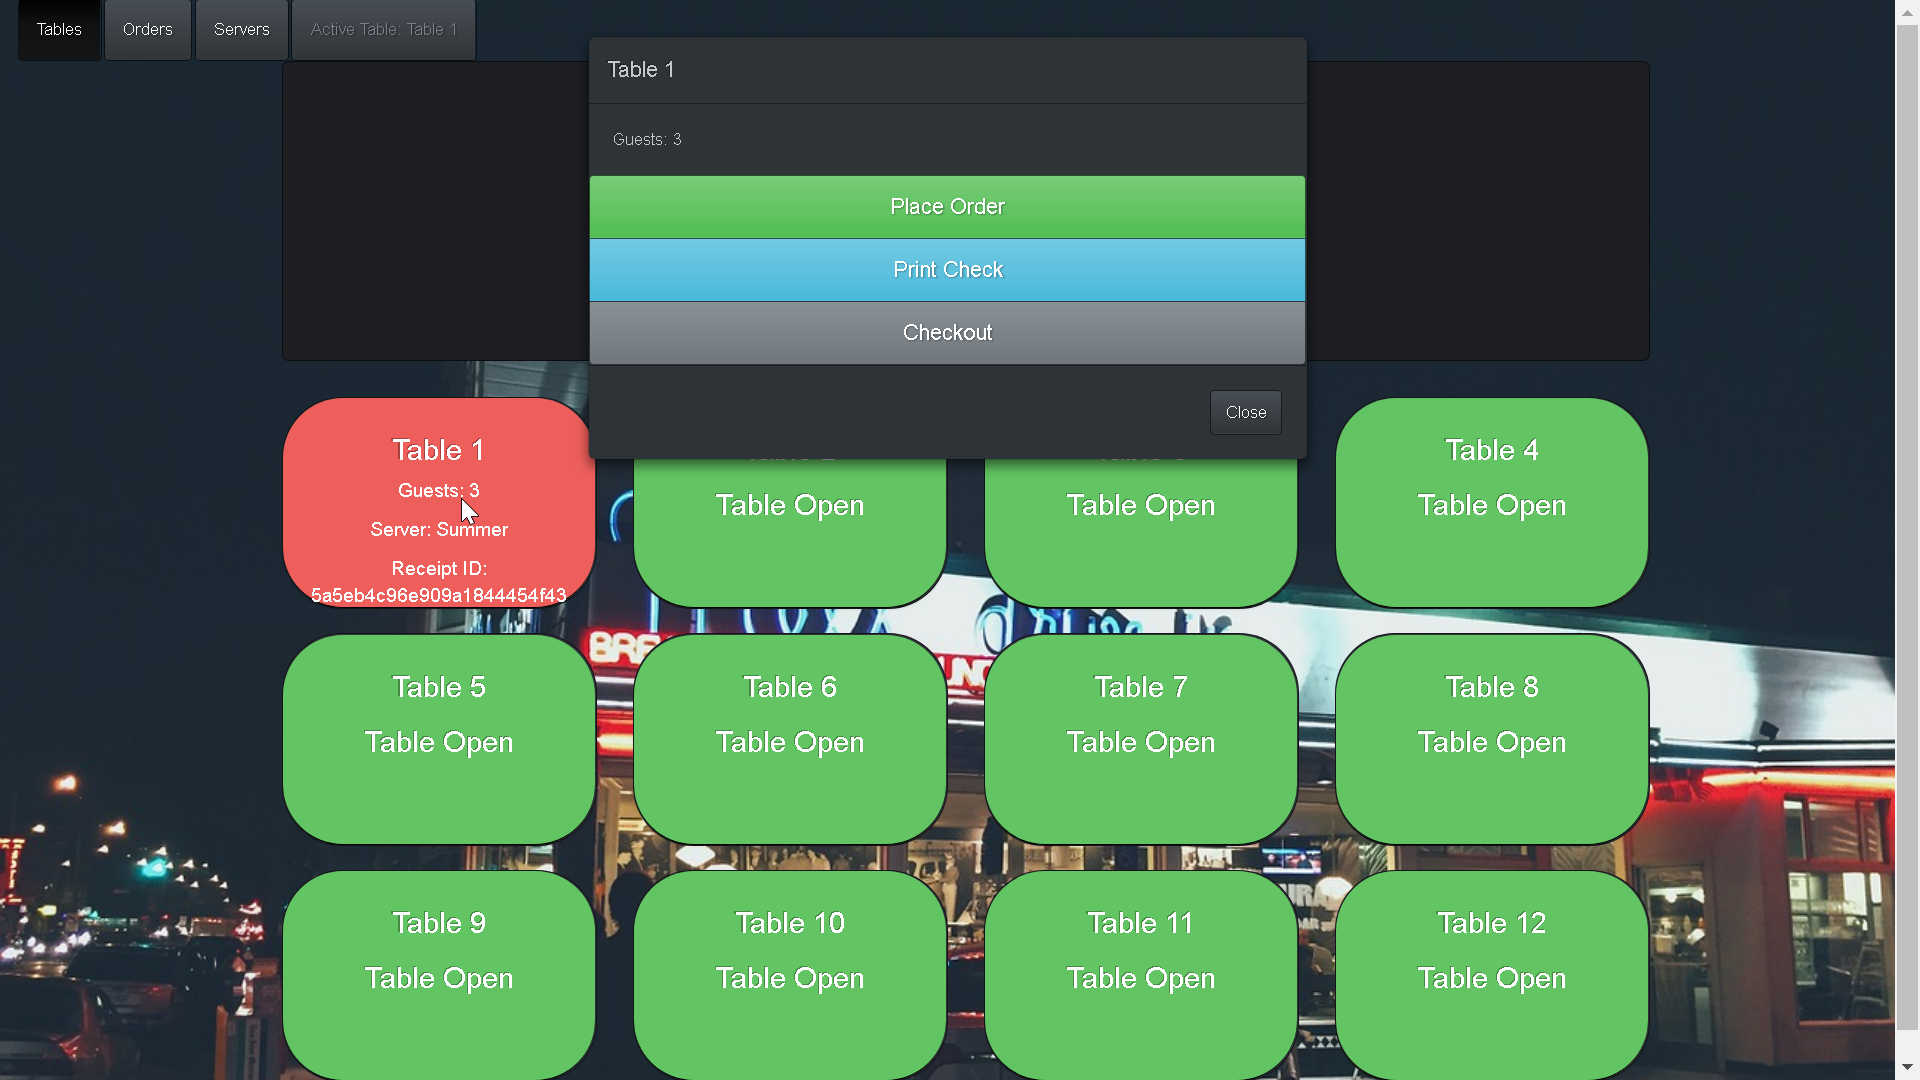 Tables
Orders
Servers
Active Table: Table 1
Table 1
Guests: 3
Place Order
Print Check
Checkout
Close
Table 1
Guests: 3
Server: Summer
Receipt ID:
5a5eb4c96e909a1844454f43
Table Open
Table Open
Table 4
Table Open
Table 5
Table Open
Table 6
Table Open
Table 7
Table Open
Table 8
Table Open
Table 9
Table Open
Table 10
Table Open
Table 11
Table Open
Table 12
Table Open